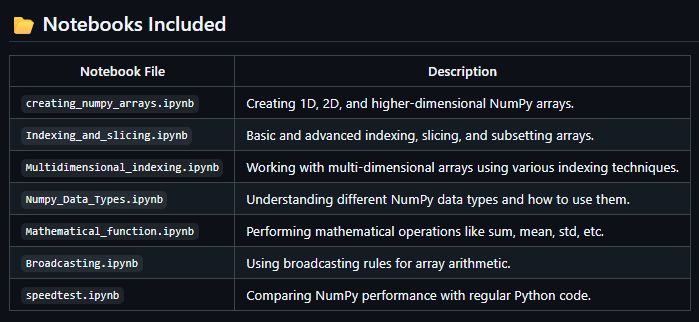 Notebooks Included
Notebook File Description
creating_numpy_arrays.ipynb Creating 1D, 2D, and higher-dimensional NumPy arrays.
Indexing_and_slicing.ipynb Basic and advanced indexing, slicing, and subsetting arrays.
Multidimensional_indexing.ipynb Working with multi-dimensional arrays using various indexing techniques.
Numpy_Data_Types.ipynb Understanding different NumPy data types and how to use them.
Mathematical_function.ipynb Performing mathematical operations like sum, mean, std, etc.
Broadcasting.ipynb Using broadcasting rules for array arithmetic.
speedtest.ipynb Comparing NumPy performance with regular Python code.